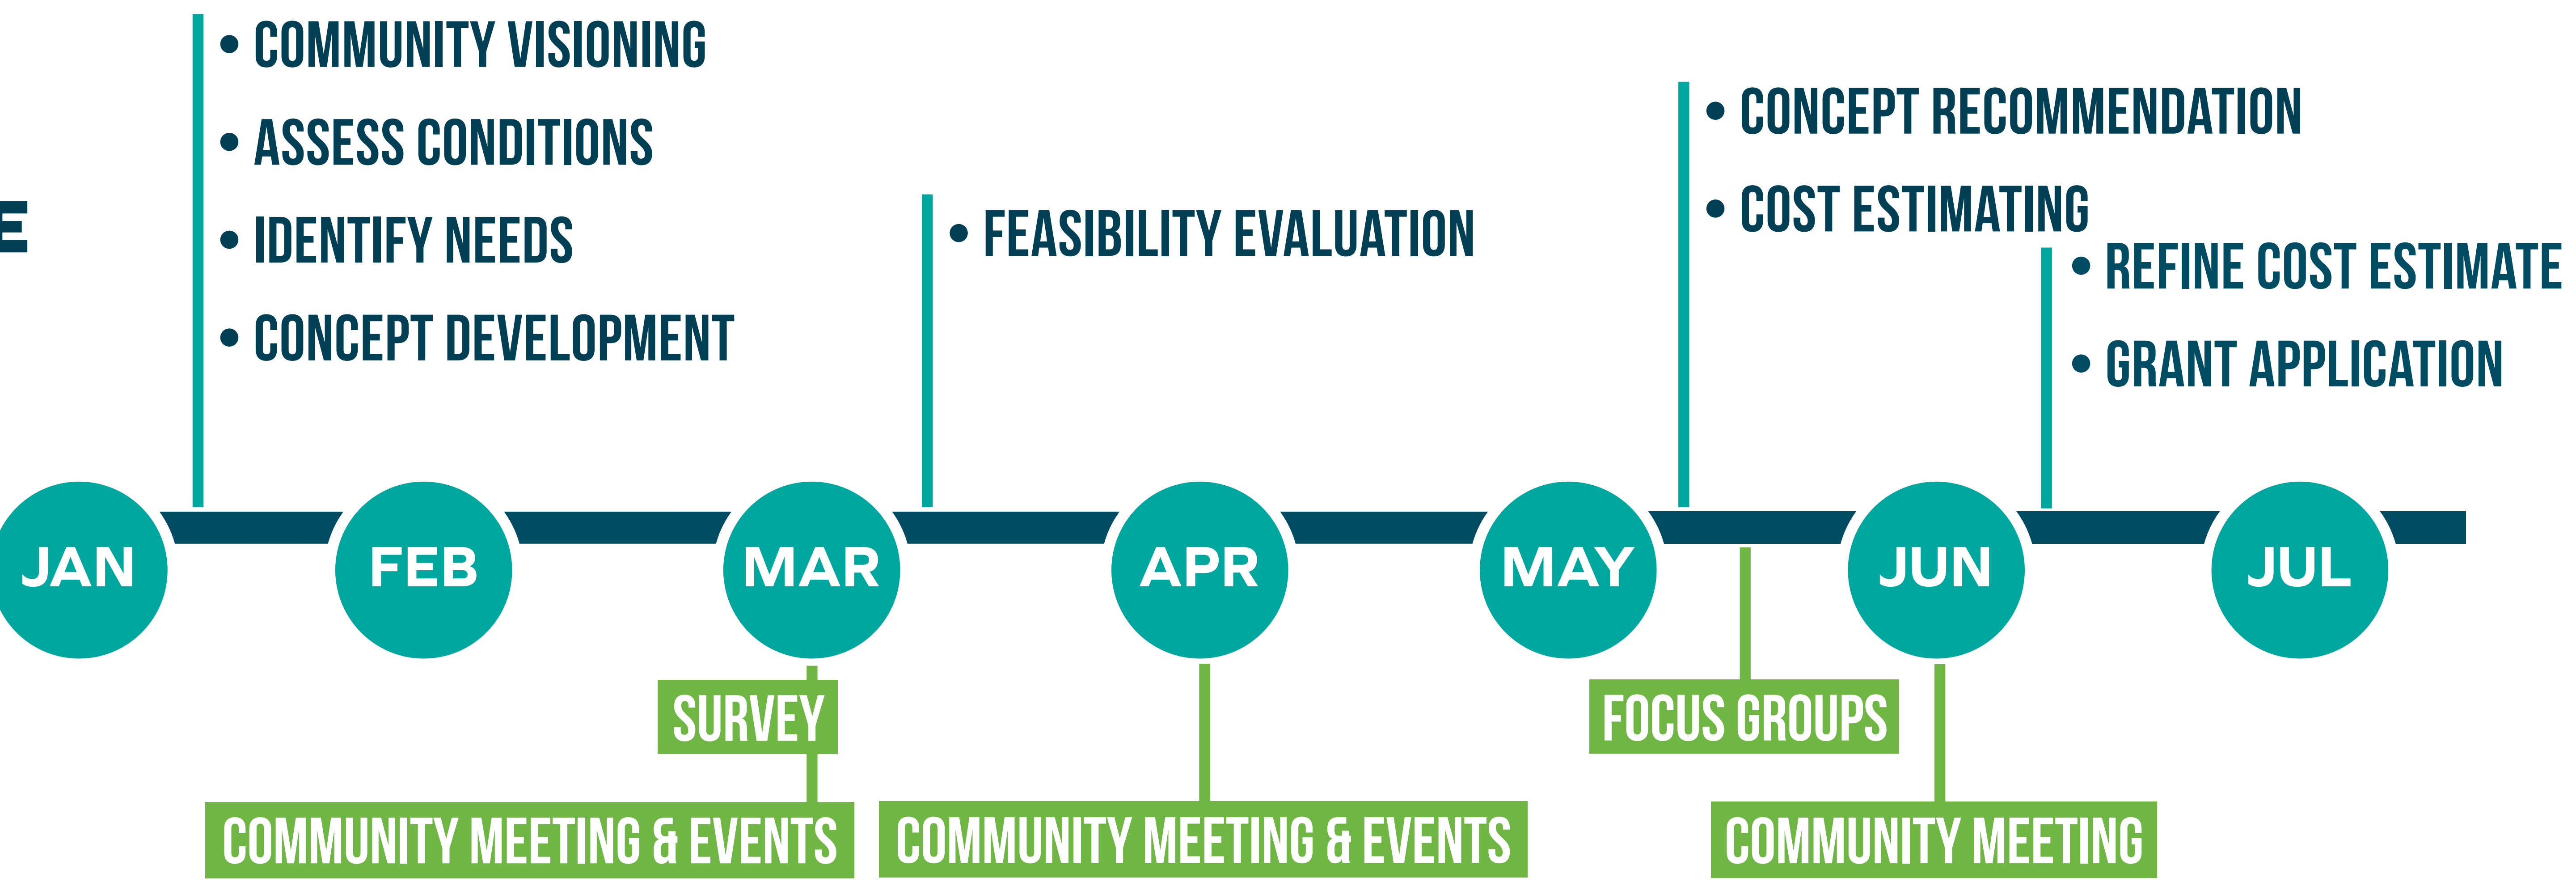 • COMMUNITY VISIONING
• ASSESS CONDITIONS
• IDENTIFY NEEDS
• CONCEPT DEVELOPMENT
• FEASIBILITY EVALUATION
• CONCEPT RECOMMENDATION
• COST ESTIMATING
• REFINE COST ESTIMATE
• GRANT APPLICATION
E
JAN FEB MAR APR MAY JUN JUL
SURVEY
FOCUS GROUPS
COMMUNITY MEETING & EVENTS
COMMUNITY MEETING & EVENTS
COMMUNITY MEETING